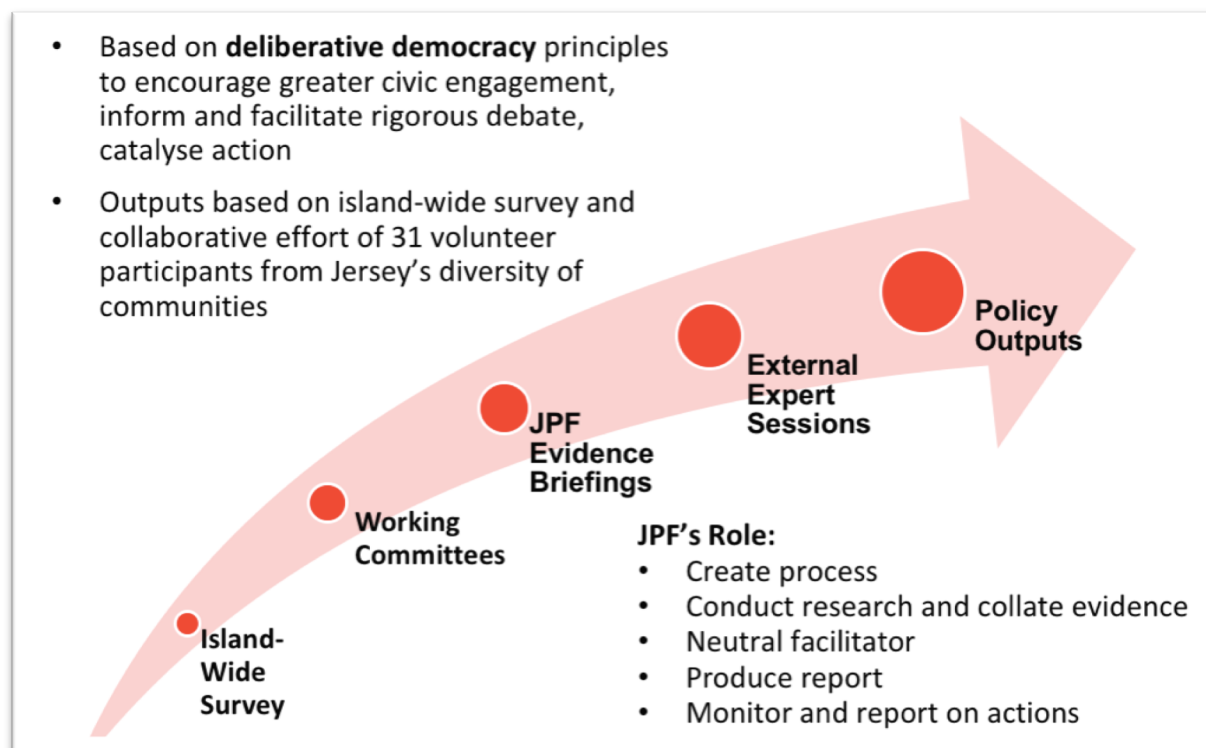 • Based on deliberative democracy principles
to encourage greater civic engagement,
inform and facilitate rigorous debate,
catalyse action
• Outputs based on island-wide survey and
collaborative effort of 31 volunteer
participants from Jersey's diversity of
communities
Island-
Wide
Survey
Working
Committees
JPF
Evidence
Briefings
External
Expert
Sessions
Policy
Outputs
JPF's Role:
• Create process
• Conduct research and collate evidence
• Neutral facilitator
• Produce report
• Monitor and report on actions